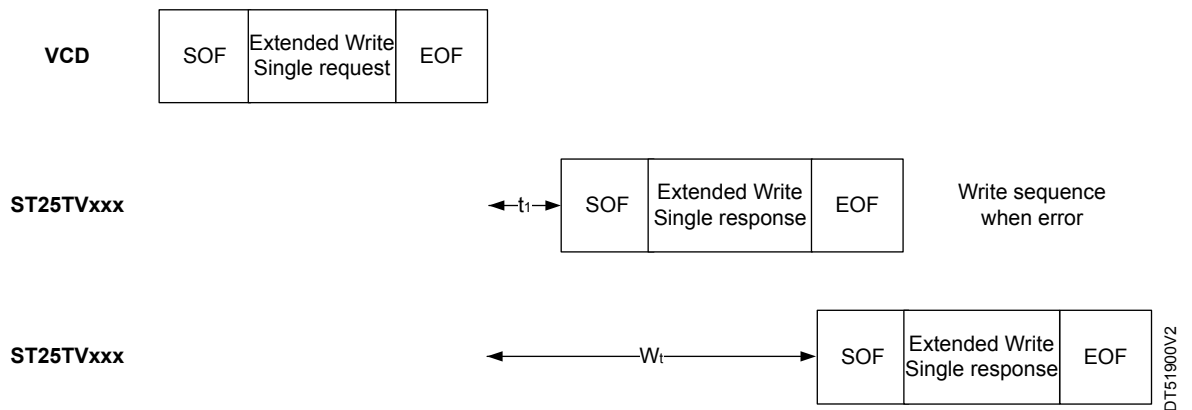 VCD
SOF
Extended Write
Single request
EOF
ST25TVxxx
t1
SOF
Extended Write
Single response
EOF
Write sequence
when error
ST25TVxxx
Wt
SOF
Extended Write
Single response
EOF
DT51900V2